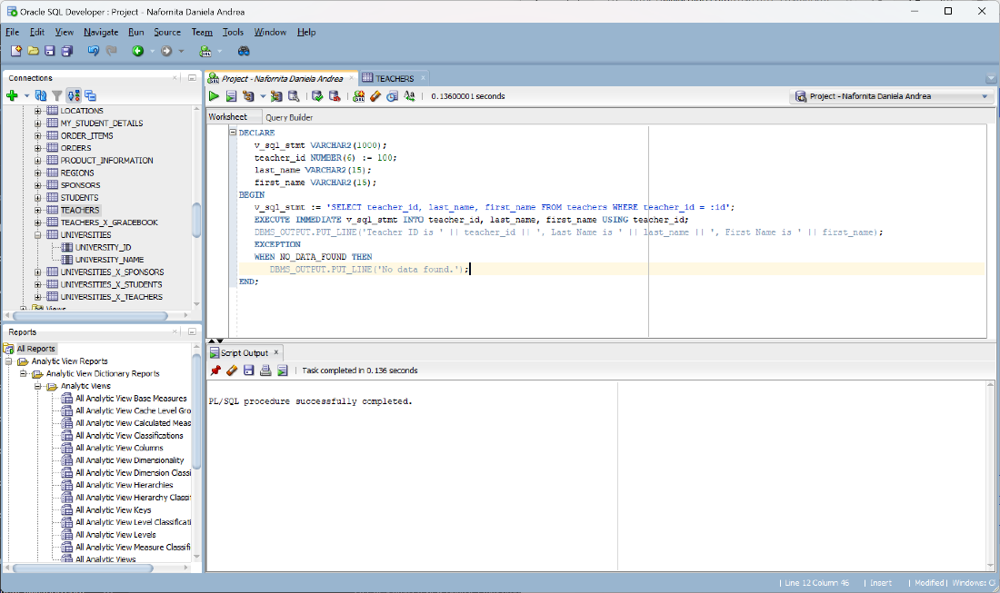 Oracle SQL Developer : Project - Nafornita Daniela Andrea
File Edit View Navigate Run Source Team Tools Window Help
Connections
LOCATIONS
MY_STUDENT_DETAILS
ORDER_ITEMS
ORDERS
PRODUCT_INFORMATION
REGIONS
SPONSORS
STUDENTS
TEACHERS
TEACHERS_X_GRADEBOOK
UNIVERSITIES
UNIVERSITY_ID
UNIVERSITY_NAME
UNIVERSITIES_X_SPONSORS
UNIVERSITIES_X_STUDENTS
UNIVERSITIES_X_TEACHERS
Views
Reports
All Reports
Analytic View Reports
Analytic View Dictionary Reports
Analytic Views
All Analytic View Base Measures
All Analytic View Cache Level Gro
All Analytic View Calculated Meas
All Analytic View Classifications
All Analytic View Columns
All Analytic View Dimensionality
All Analytic View Dimension Classi
All Analytic View Hierarchies
All Analytic View Hierarchy Classif
All Analytic View Keys
All Analytic View Level Classificati
All Analytic View Levels
All Analytic View Measure Classifi
All Analytic Views
Project - Nafornita Daniela Andrea TEACHERS
0.13600001 seconds
Project - Nafornita Daniela Andrea
Worksheet Query Builder
DECLARE
v_sql_stmt VARCHAR2(1000);
teacher_id NUMBER(6) := 100;
last_name VARCHAR2(15);
first_name VARCHAR2(15);
BEGIN
v_sql_stmt := 'SELECT teacher_id, last_name, first_name FROM teachers WHERE teacher_id = :id';
EXECUTE IMMEDIATE v_sql_stmt INTO teacher_id, last_name, first_name USING teacher_id;
DBMS_OUTPUT.PUT_LINE('Teacher ID is ' || teacher_id || ', Last Name is ' || last_name || ', First Name is ' || first_name);
EXCEPTION
WHEN NO_DATA_FOUND THEN
DBMS_OUTPUT.PUT_LINE('No data found.');
END;
Script Output
Task completed in 0.136 seconds
PL/SQL procedure successfully completed.
Line 12 Column 46 | Insert | Modified | Windows: C